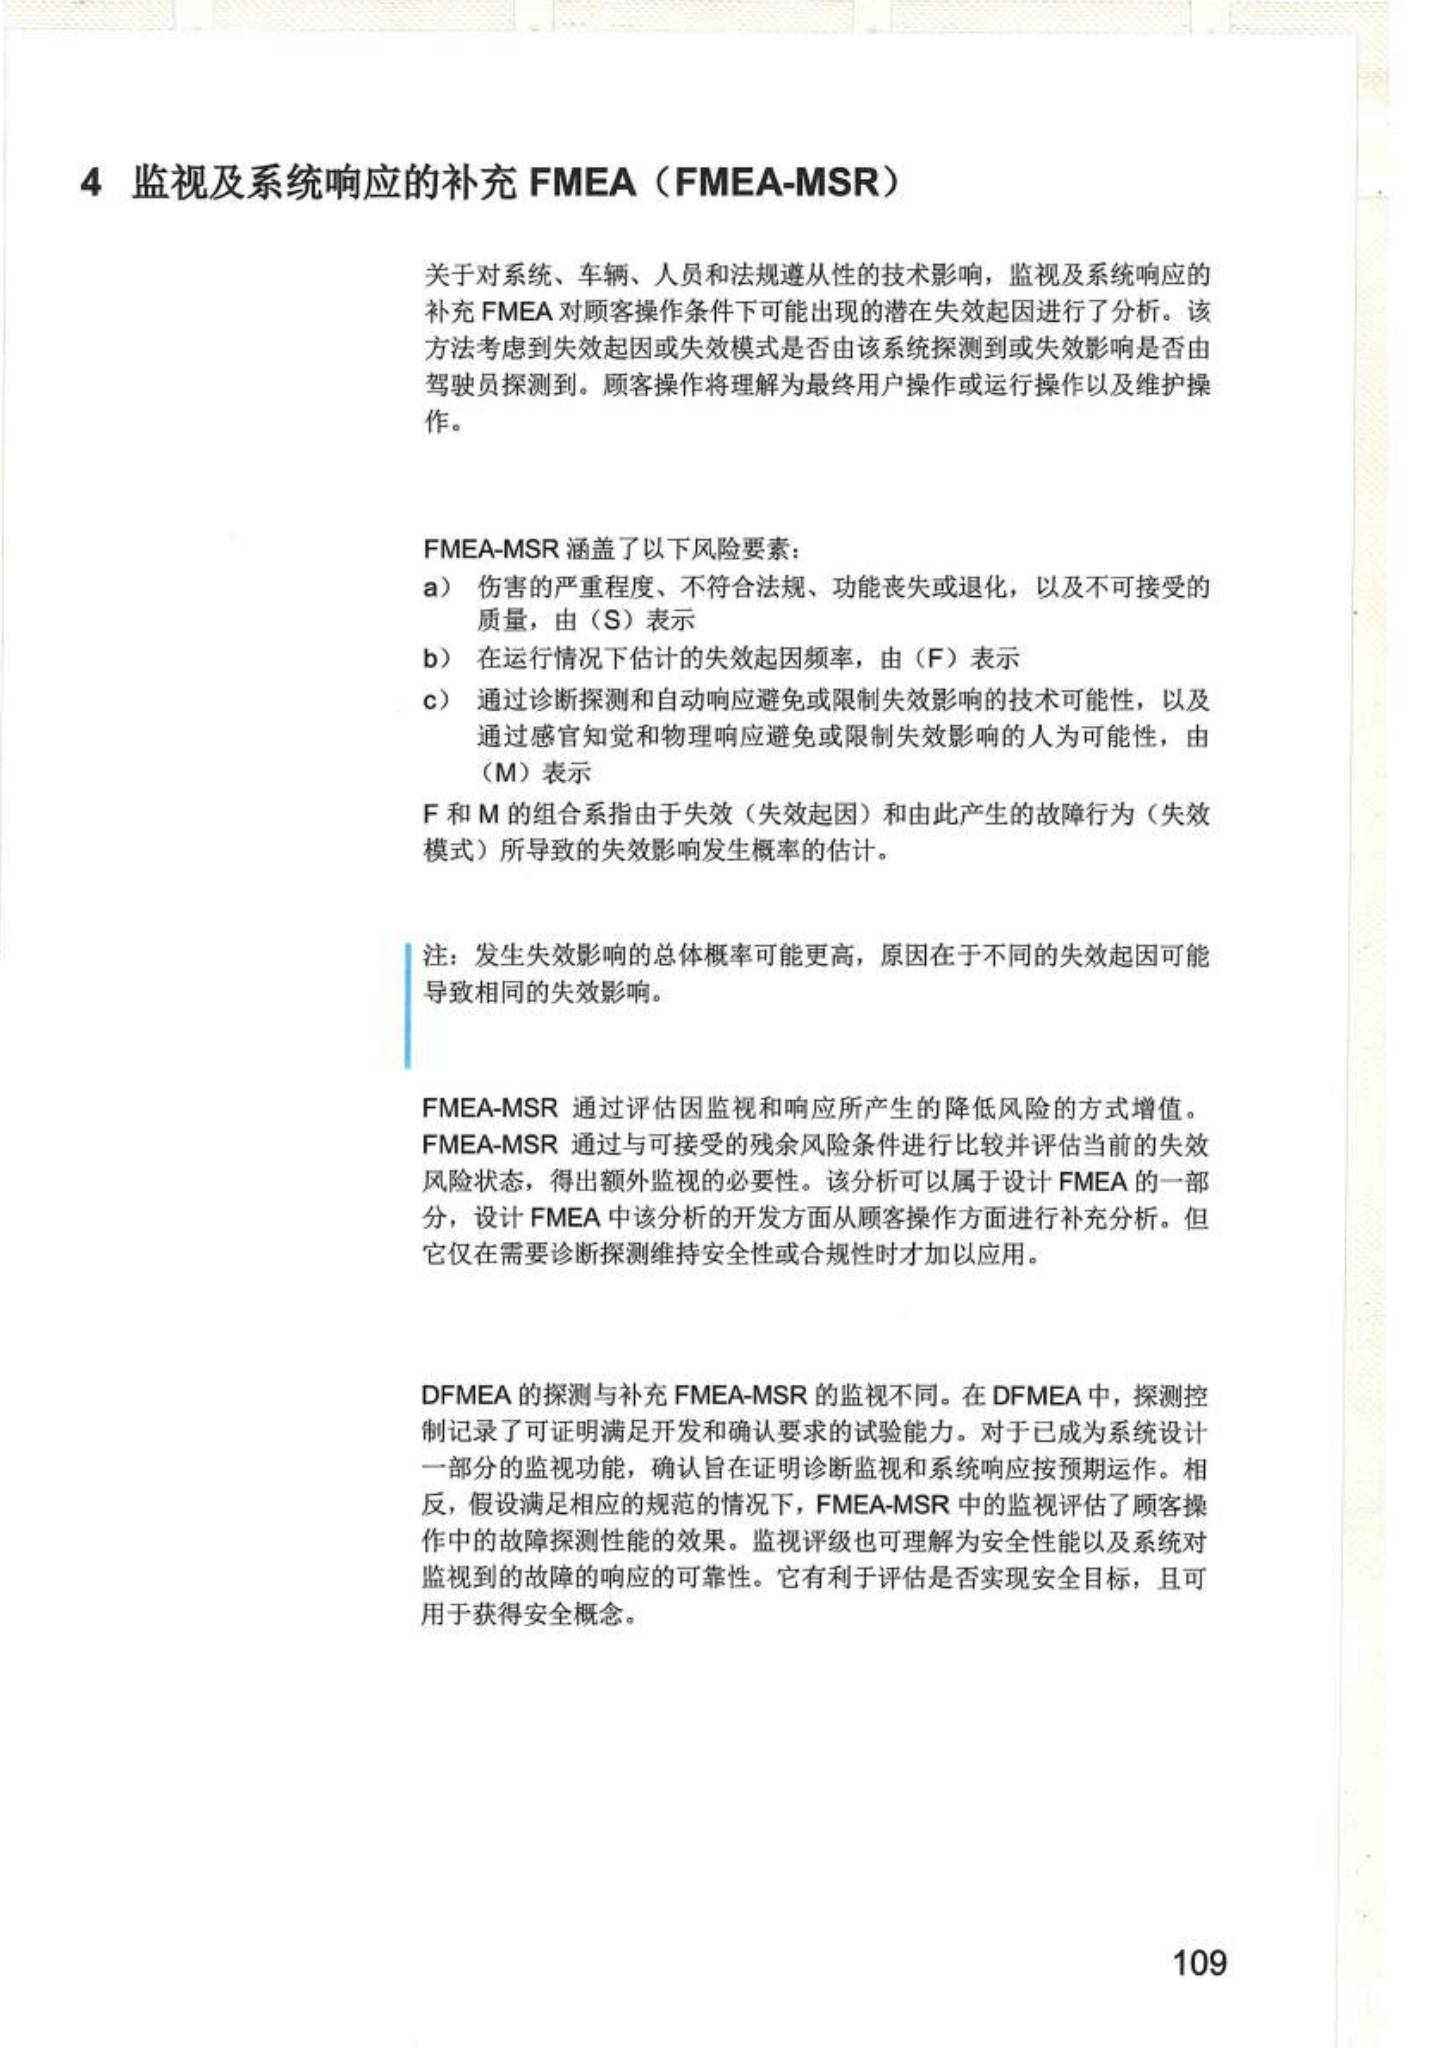 4 监视及系统响应的补充 FMEA（FMEA-MSR）
关于对系统、车辆、人员和法规遵从性的技术影响，监视及系统响应的
补充 FMEA 对顾客操作条件下可能出现的潜在失效起因进行了分析。该
方法考虑到失效起因或失效模式是否由该系统探测到或失效影响是否由
驾驶员探测到。顾客操作将理解为最终用户操作或运行操作以及维护操
作。
FMEA-MSR 涵盖了以下风险要素：
a） 伤害的严重程度、不符合法规、功能丧失或退化，以及不可接受的
质量，由（S）表示
b） 在运行情况下估计的失效起因频率，由（F）表示
c） 通过诊断探测和自动响应避免或限制失效影响的技术可能性，以及
通过感官知觉和物理响应避免或限制失效影响的人为可能性，由
（M）表示
F 和 M 的组合系指由于失效（失效起因）和由此产生的故障行为（失效
模式）所导致的失效影响发生概率的估计。
注：发生失效影响的总体概率可能更高，原因在于不同的失效起因可能
导致相同的失效影响。
FMEA-MSR 通过评估因监视和响应所产生的降低风险的方式增值。
FMEA-MSR 通过与可接受的残余风险条件进行比较并评估当前的失效
风险状态，得出额外监视的必要性。该分析可以属于设计 FMEA 的一部
分，设计 FMEA 中该分析的开发方面从顾客操作方面进行补充分析。但
它仅在需要诊断探测维持安全性或合规性时才加以应用。
DFMEA 的探测与补充 FMEA-MSR 的监视不同。在 DFMEA 中，探测控
制记录了可证明满足开发和确认要求的试验能力。对于已成为系统设计
一部分的监视功能，确认旨在证明诊断监视和系统响应按预期运作。相
反，假设满足相应的规范的情况下，FMEA-MSR 中的监视评估了顾客操
作中的故障探测性能的效果。监视评级也可理解为安全性能以及系统对
监视到的故障的响应的可靠性。它有利于评估是否实现安全目标，且可
用于获得安全概念。
109